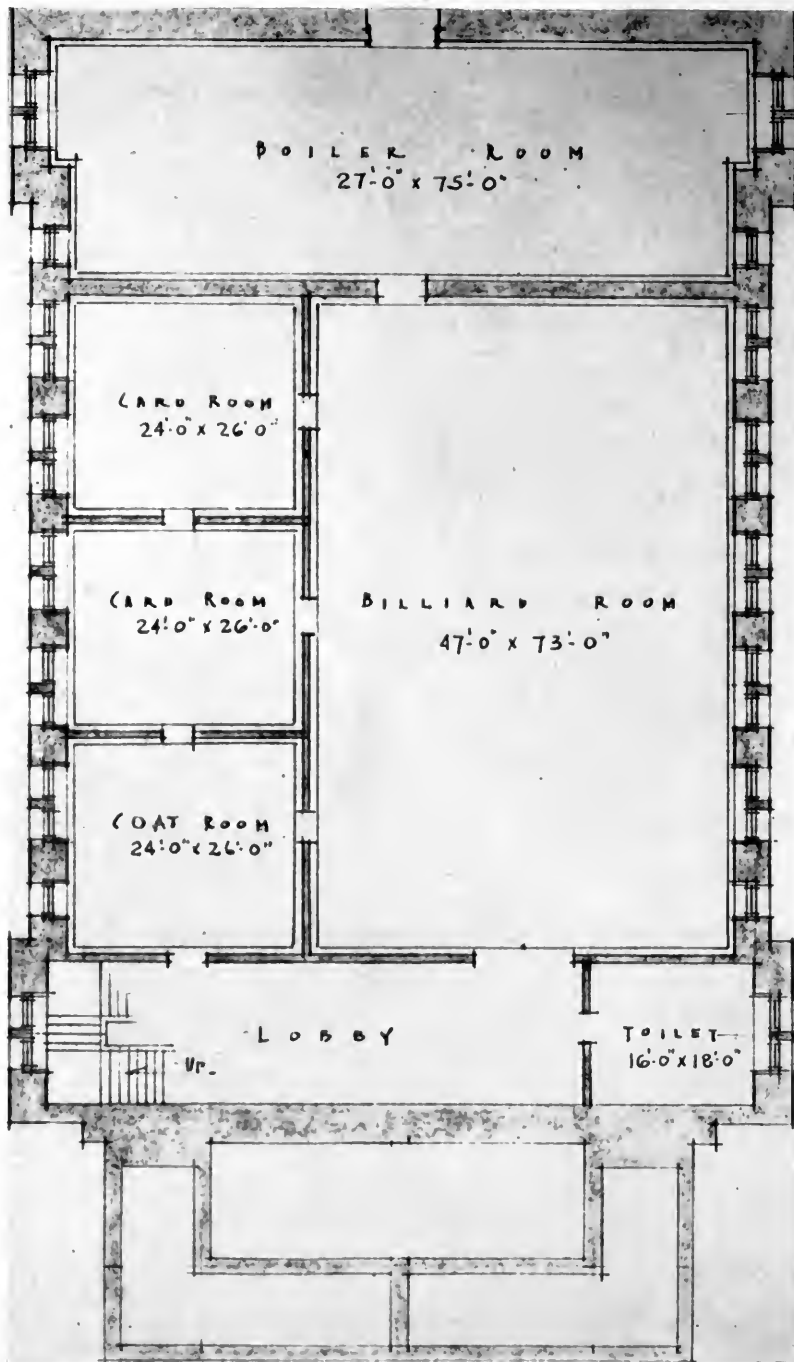 BOILER ROOM
27'-0" x 75'-0"
CARD ROOM
24'-0" x 26'-0"
CARD ROOM
24'-0" x 26'-0"
BILLIARD ROOM
47'-0" x 73'-0"
COAT ROOM
24'-0" x 26'-0"
LOBBY
UP-
TOILET
16'-0" x 18'-0"